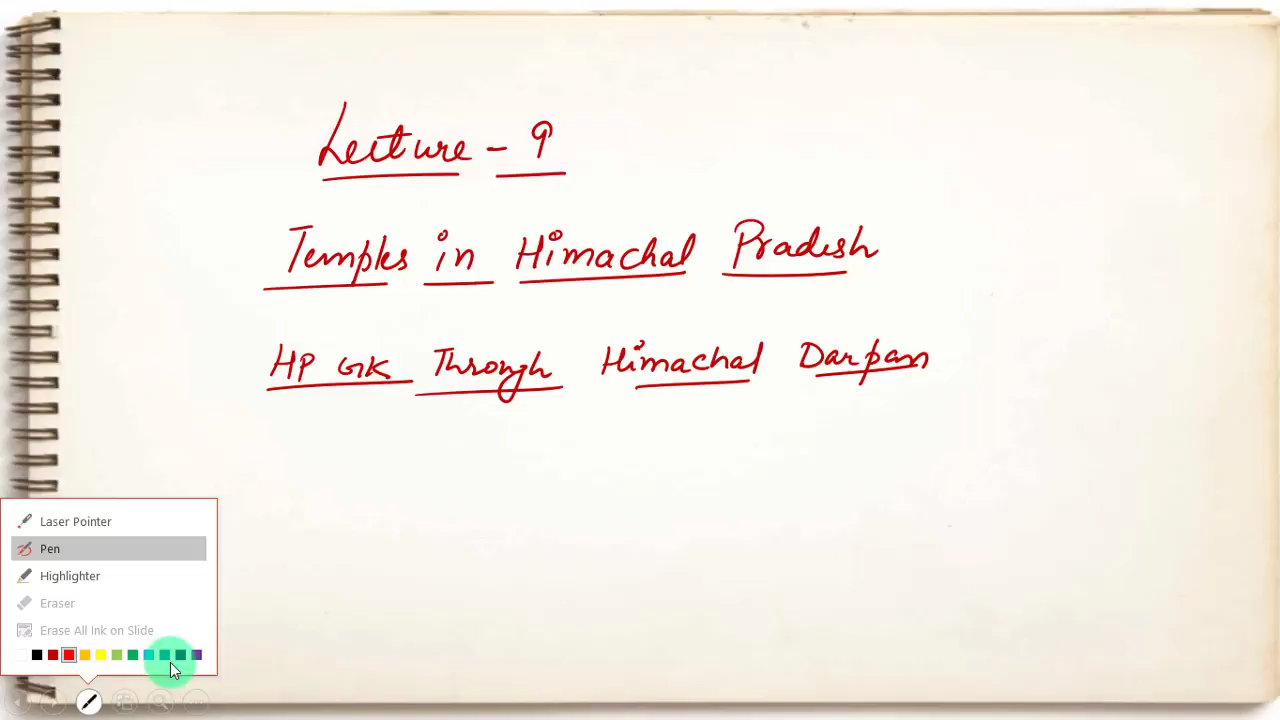 Lecture - 9
Temples in Himachal Pradesh
HP GK Through Himachal Darpan
Laser Pointer
Pen
Highlighter
Eraser
Erase All Ink on Slide